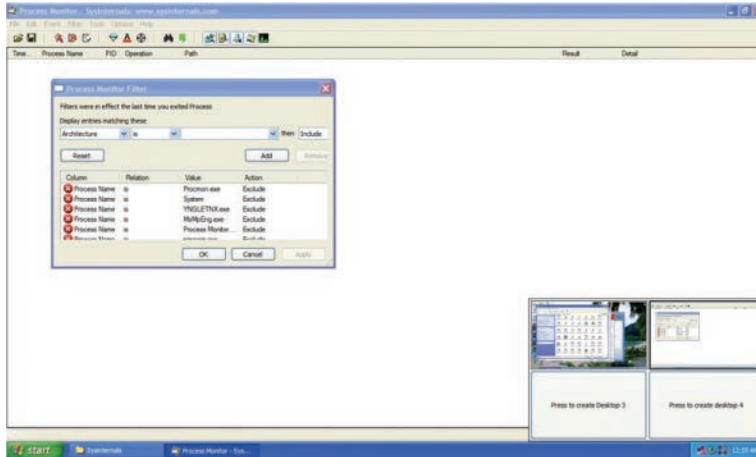 Process Monitor - Sysinternals: www.sysinternals.com
File Edit Event Filter Tools Options Help
Time... Process Name PID Operation Path Result Detail
Process Monitor Filter
Filters were in effect the last time you exited Process
Display entries matching these
Architecture is then Include
Reset Add Remove
Column Relation Value Action
Process Name is Procmon.exe Exclude
Process Name is System Exclude
Process Name is Exclude
Process Name is MsMpEng.exe Exclude
Process Name is Process Monitor... Exclude
Process Name is Exclude
OK Cancel Apply
Press to create Desktop 3 Press to create desktop 4
start Sysinternals Process Monitor - Sys...